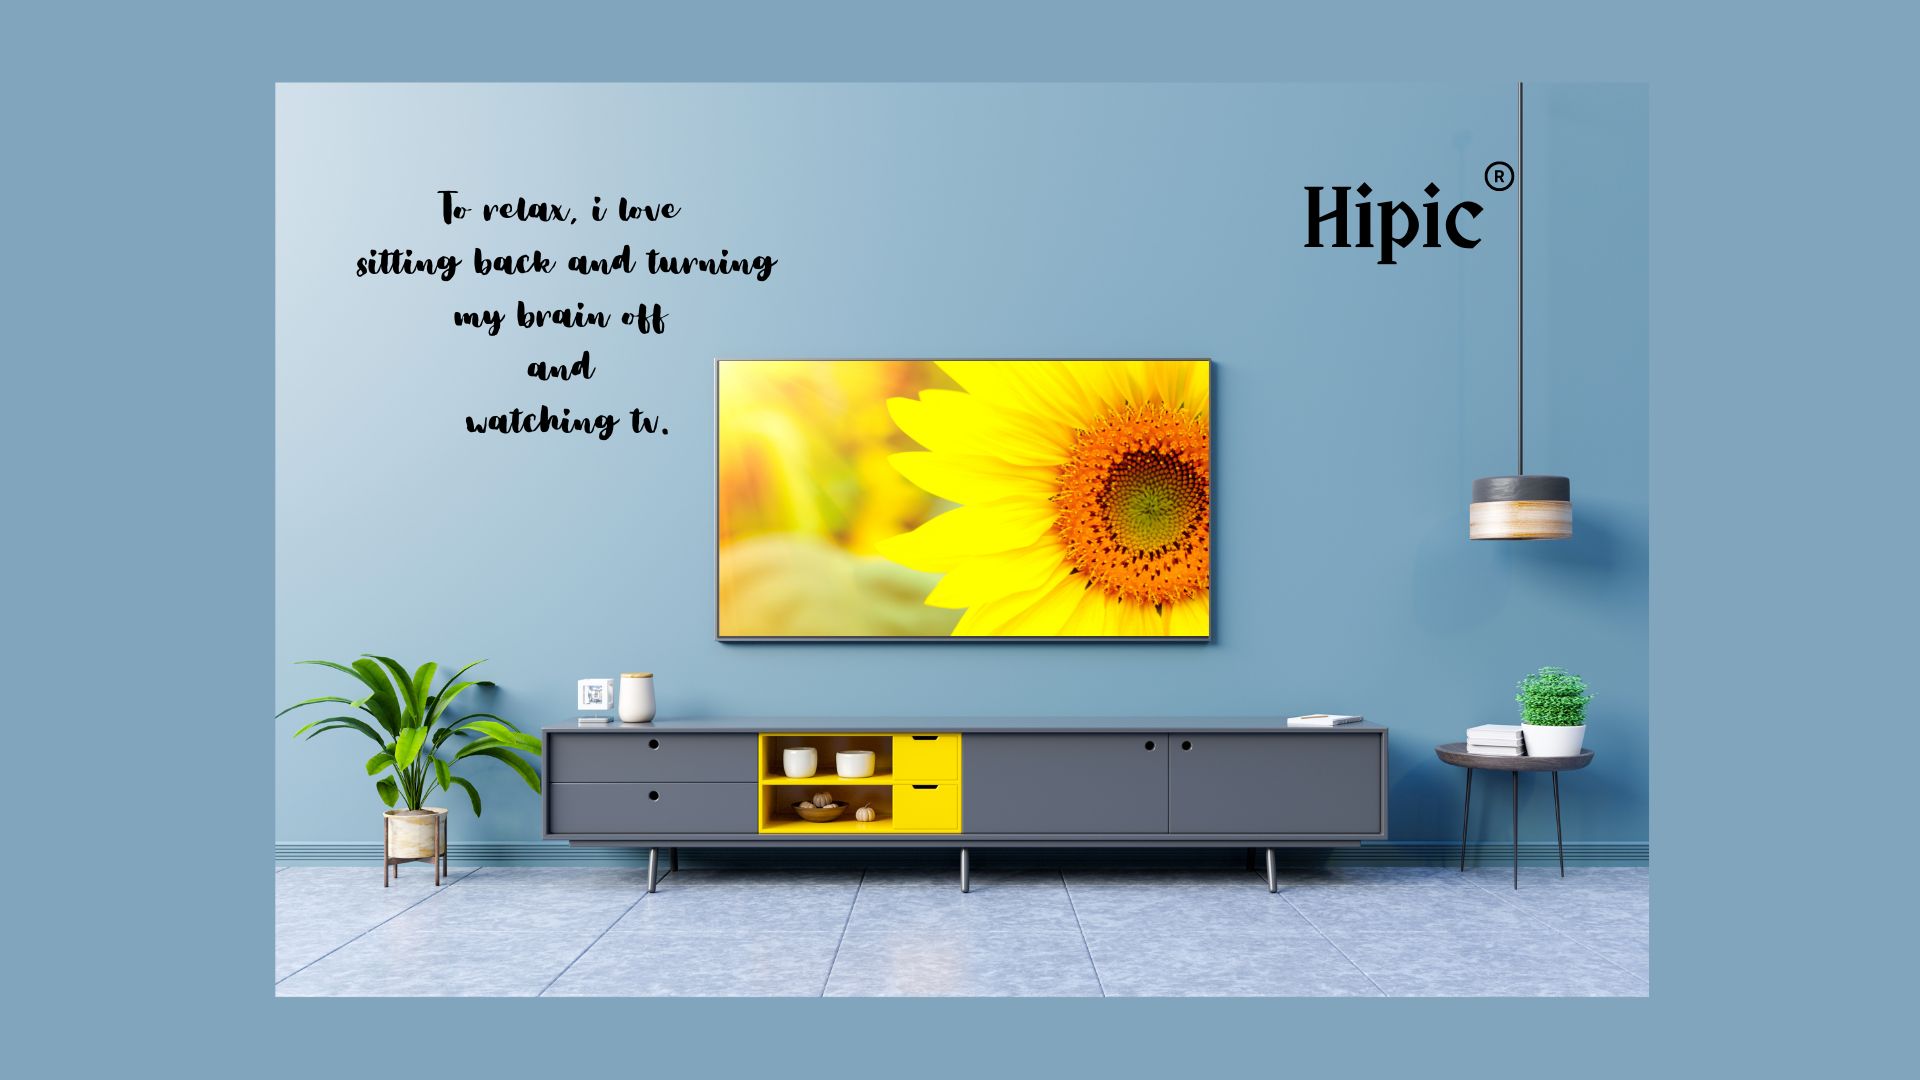 To relax, i love
sitting back and turning
my brain off
and
watching tv.
Hipic®